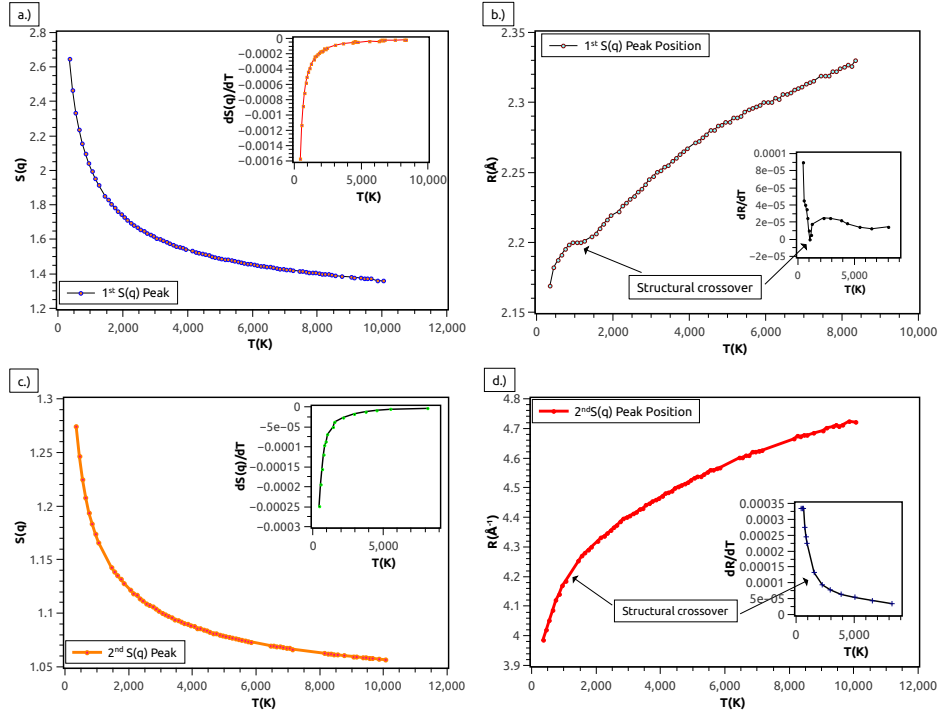 a.)
2.8
2.6
2.4
2.2
2
1.8
1.6
1.4
1.2
S(q)
0
2,000
4,000
6,000
8,000
10,000
12,000
T(K)
1st S(q) Peak
0
−0.0002
−0.0004
−0.0006
−0.0008
−0.001
−0.0012
−0.0014
−0.0016
dS(q)/dT
0
5,000
10,000
T(K)
b.)
2.35
2.3
2.25
2.2
2.15
R(Å)
0
2,000
4,000
6,000
8,000
10,000
T(K)
1st S(q) Peak Position
Structural crossover
0.0001
8e−05
6e−05
4e−05
2e−05
0
−2e−05
dR/dT
0
5,000
T(K)
c.)
1.3
1.25
1.2
1.15
1.1
1.05
S(q)
0
2,000
4,000
6,000
8,000
10,000
12,000
T(K)
2nd S(q) Peak
0
−5e−05
−0.0001
−0.00015
−0.0002
−0.00025
−0.0003
dS(q)/dT
0
5,000
T(K)
d.)
4.8
4.7
4.6
4.5
4.4
4.3
4.2
4.1
4
3.9
R(Å-1)
0
2,000
4,000
6,000
8,000
10,000
12,000
T(K)
2ndS(q) Peak Position
Structural crossover
0.00035
0.0003
0.00025
0.0002
0.00015
0.0001
5e−05
0
dR/dT
0
5,000
T(K)